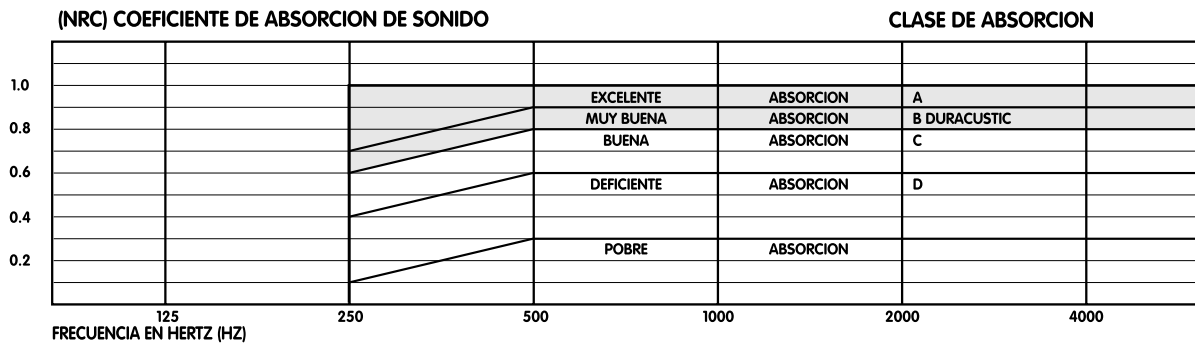 (NRC) COEFICIENTE DE ABSORCION DE SONIDO CLASE DE ABSORCION
1.0
EXCELENTE ABSORCION A
MUY BUENA ABSORCION B DURACUSTIC
0.8
BUENA ABSORCION C
0.6
DEFICIENTE ABSORCION D
0.4
POBRE ABSORCION
0.2
125 250 500 1000 2000 4000
FRECUENCIA EN HERTZ (HZ)